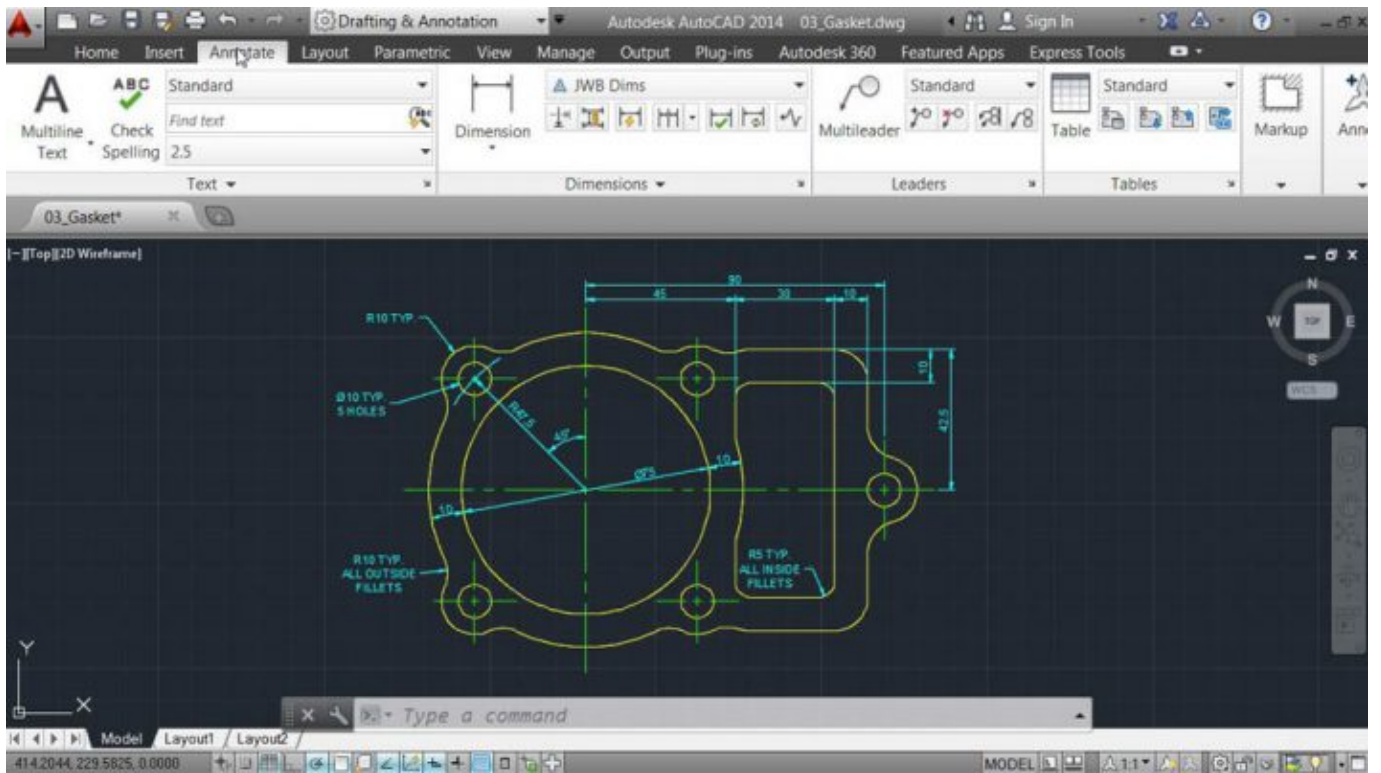 Drafting & Annotation
Autodesk AutoCAD 2014 03_Gasket.dwg
Sign In
Home Insert Annotate Layout Parametric View Manage Output Plug-ins Autodesk 360 Featured Apps Express Tools
A
Multiline
Text
ABC
Check
Spelling
Standard
Find text
2.5
Dimension
JWB Dims
Multileader
Standard
Table
Standard
Markup
Text
Dimensions
Leaders
Tables
03_Gasket*
[–][Top][2D Wireframe]
90
45 30 10
R10 TYP.
Ø10 TYP.
5 HOLES
R47.5
45°
Ø75
10
10
10
42.5
R10 TYP.
ALL OUTSIDE
FILLETS
R5 TYP.
ALL INSIDE
FILLETS
N
W TOP E
S
WCS
Y
X
Type a command
Model Layout1 Layout2
414.2044, 229.5825, 0.0000
MODEL
1:1